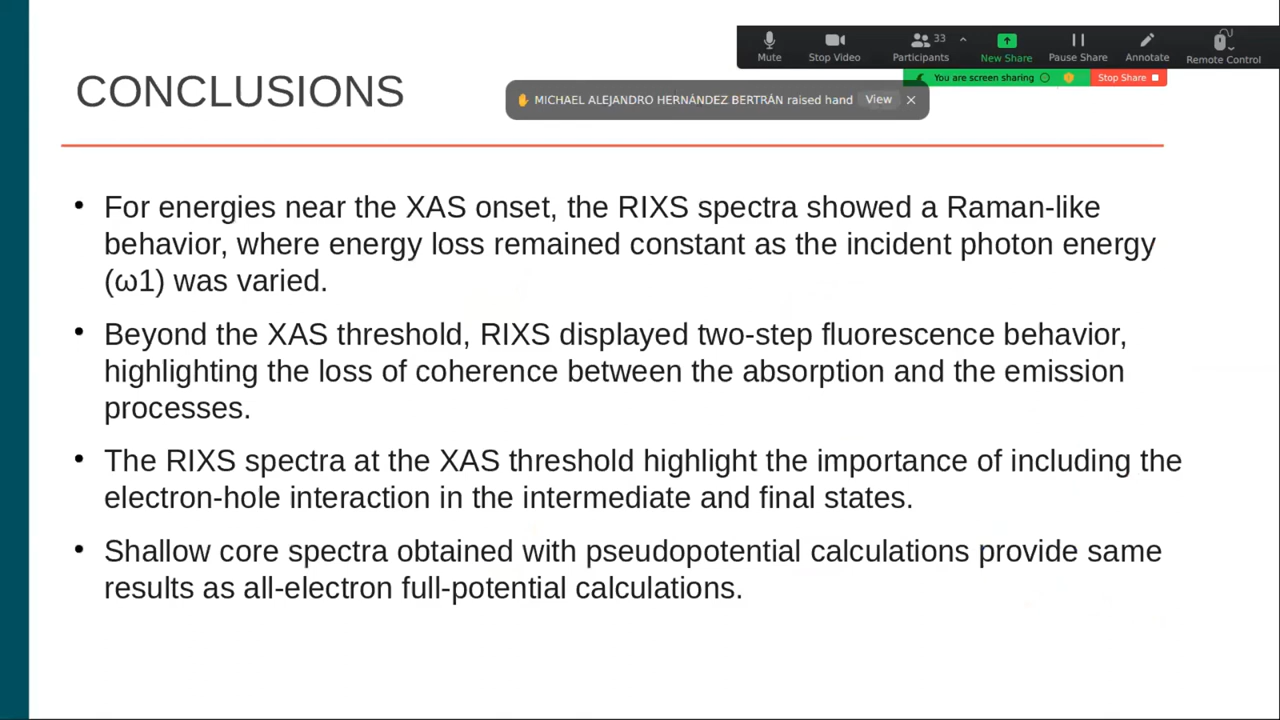 33
Mute
Stop Video
Participants
New Share
Pause Share
Annotate
Remote Control
You are screen sharing
Stop Share
CONCLUSIONS
MICHAEL ALEJANDRO HERNÁNDEZ BERTRÁN raised hand
View
• For energies near the XAS onset, the RIXS spectra showed a Raman-like
behavior, where energy loss remained constant as the incident photon energy
(ω1) was varied.
• Beyond the XAS threshold, RIXS displayed two-step fluorescence behavior,
highlighting the loss of coherence between the absorption and the emission
processes.
• The RIXS spectra at the XAS threshold highlight the importance of including the
electron-hole interaction in the intermediate and final states.
• Shallow core spectra obtained with pseudopotential calculations provide same
results as all-electron full-potential calculations.